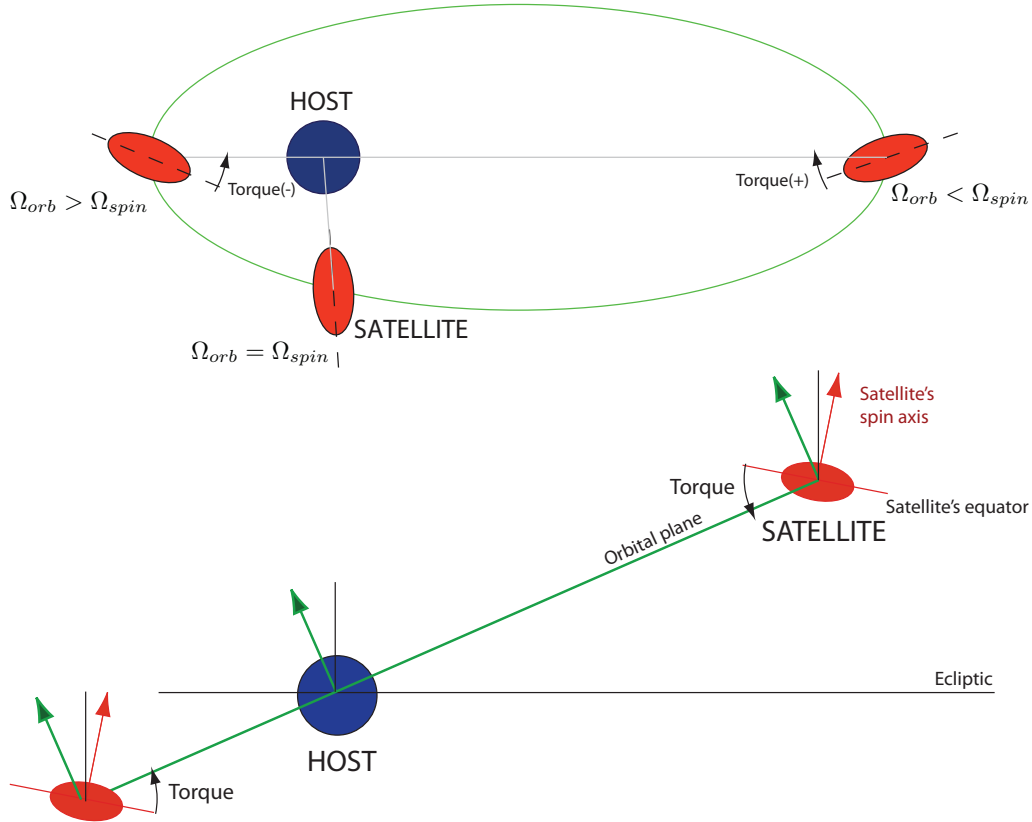 HOST
Torque(-)
Torque(+)
Ω_orb > Ω_spin
Ω_orb < Ω_spin
SATELLITE
Ω_orb = Ω_spin
Satellite's
spin axis
Torque
Satellite's equator
SATELLITE
Orbital plane
Ecliptic
HOST
Torque